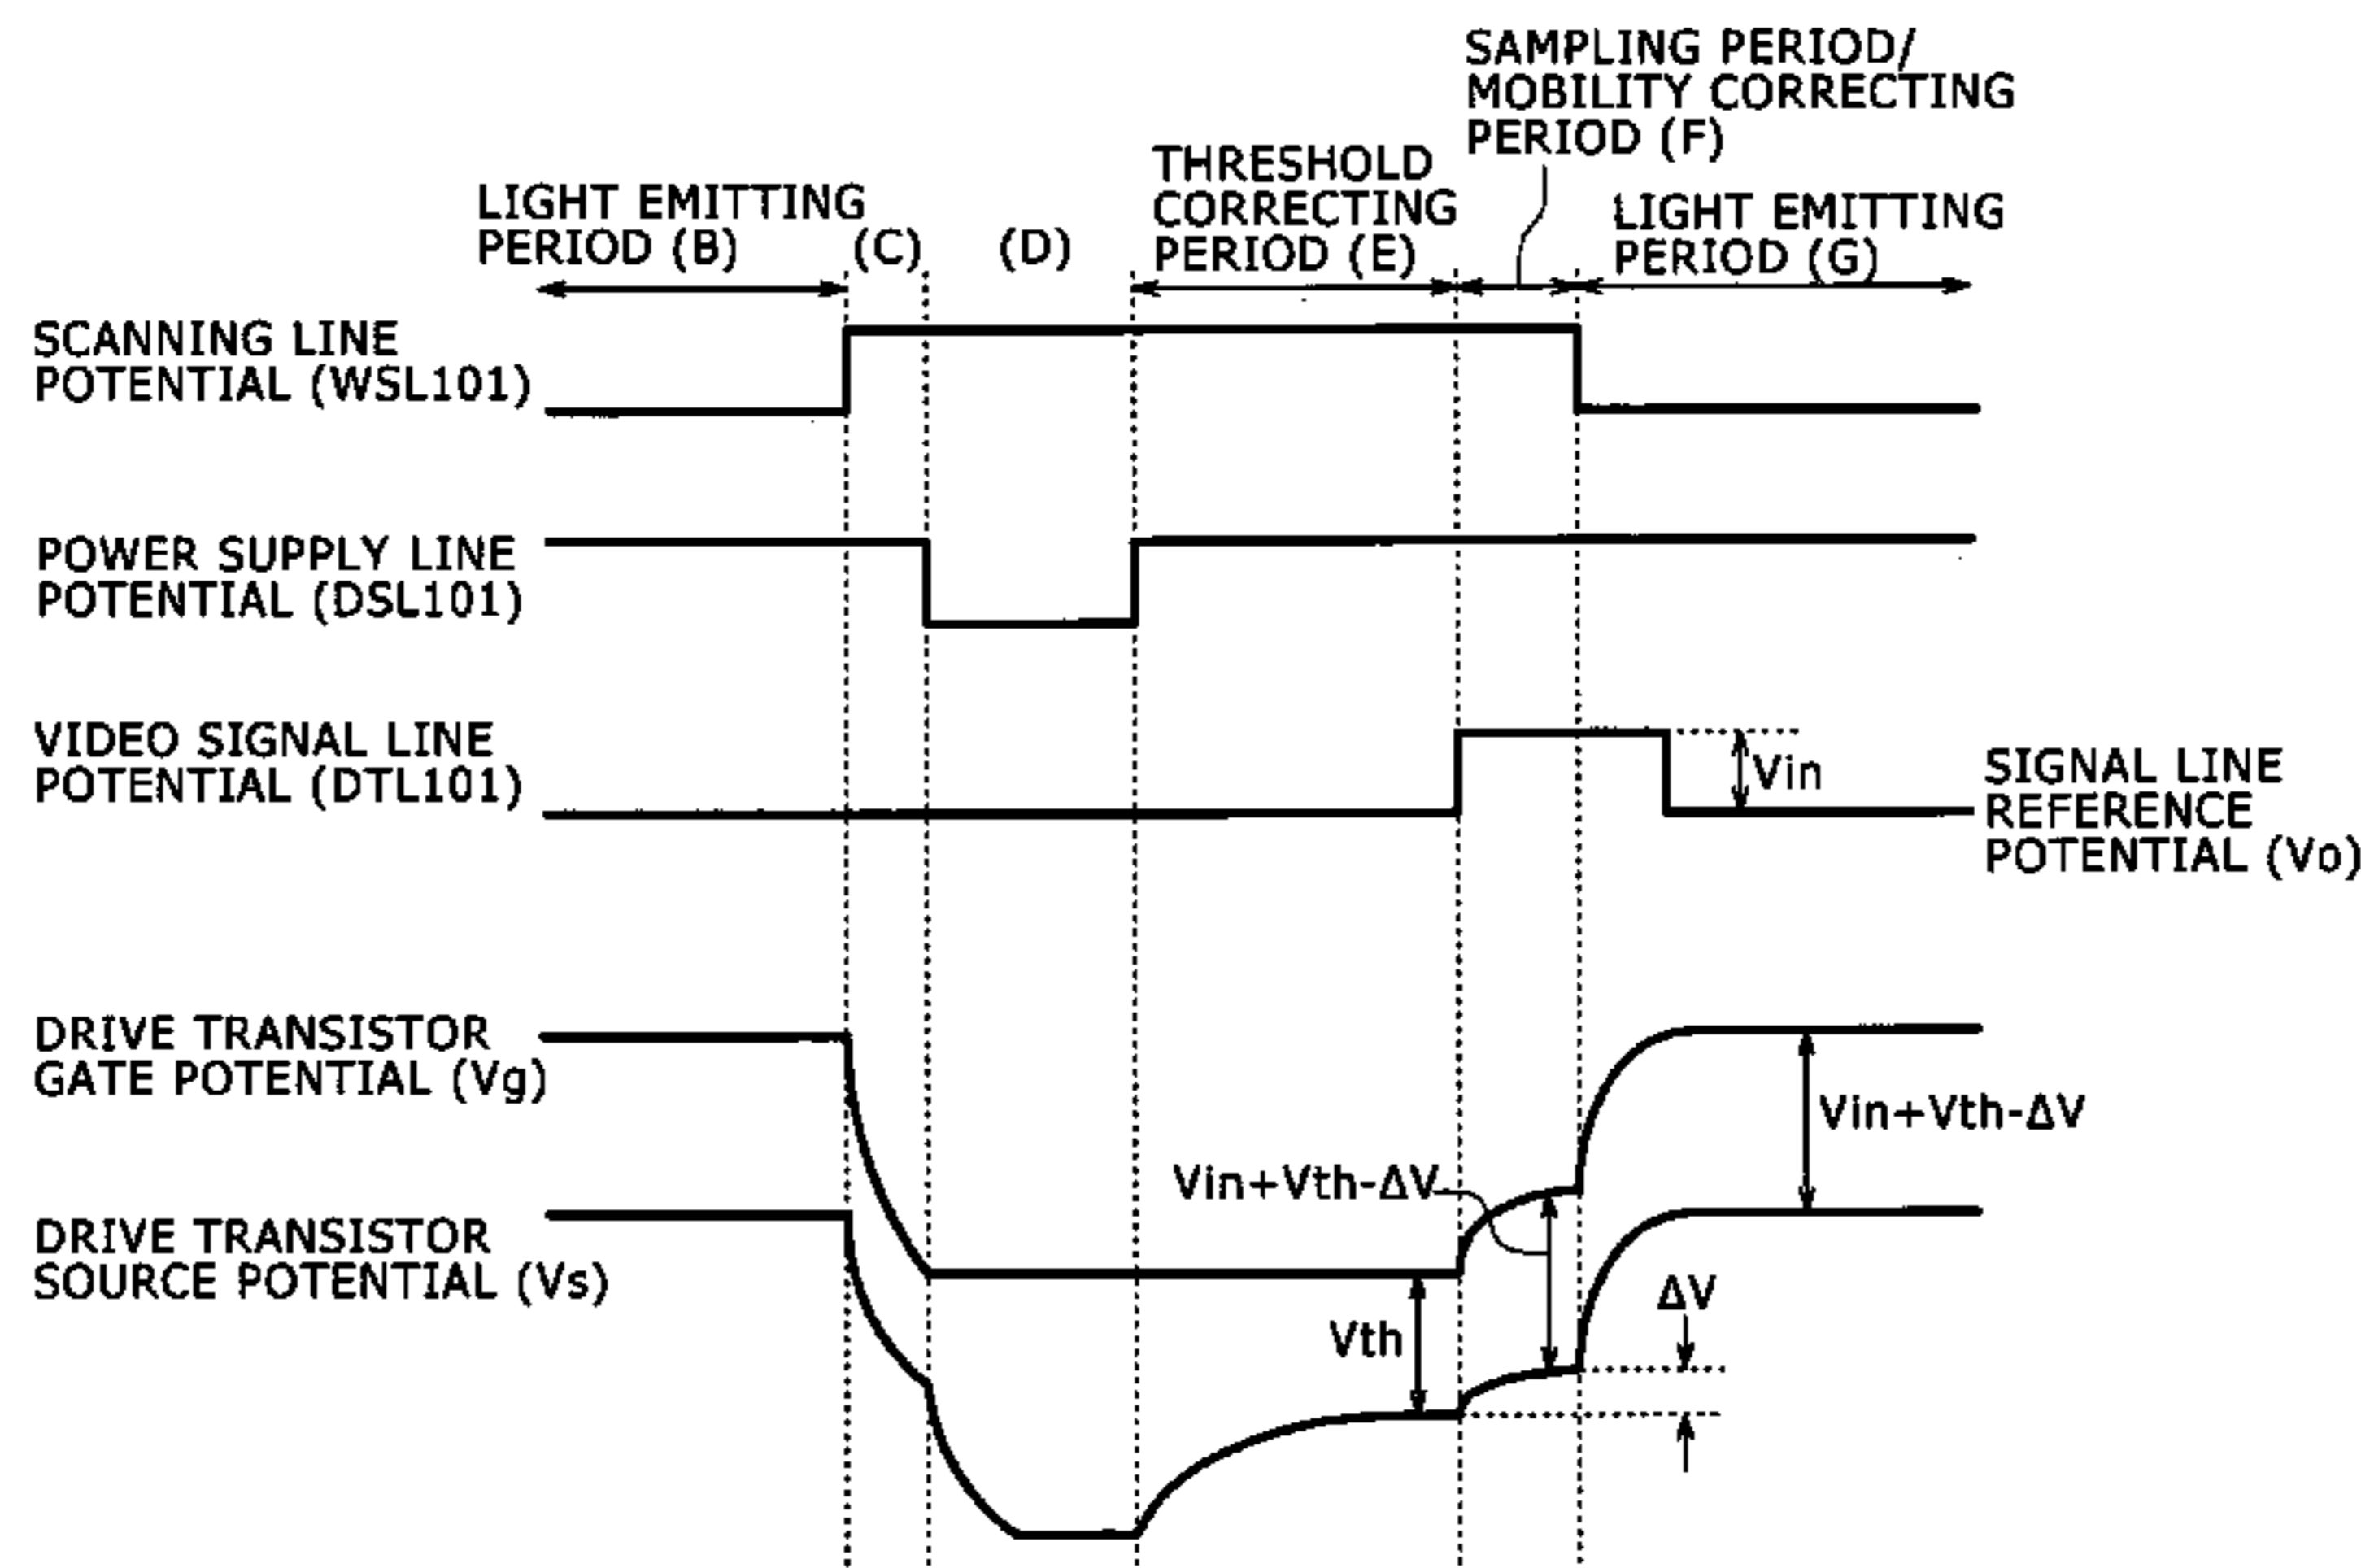 SAMPLING PERIOD/
MOBILITY CORRECTING
PERIOD (F)
THRESHOLD
CORRECTING
PERIOD (E)
LIGHT EMITTING
PERIOD (B)
(C)
(D)
LIGHT EMITTING
PERIOD (G)
SCANNING LINE
POTENTIAL (WSL101)
POWER SUPPLY LINE
POTENTIAL (DSL101)
VIDEO SIGNAL LINE
POTENTIAL (DTL101)
Vin
SIGNAL LINE
REFERENCE
POTENTIAL (Vo)
DRIVE TRANSISTOR
GATE POTENTIAL (Vg)
Vin+Vth-ΔV
Vin+Vth-ΔV
DRIVE TRANSISTOR
SOURCE POTENTIAL (Vs)
Vth
ΔV